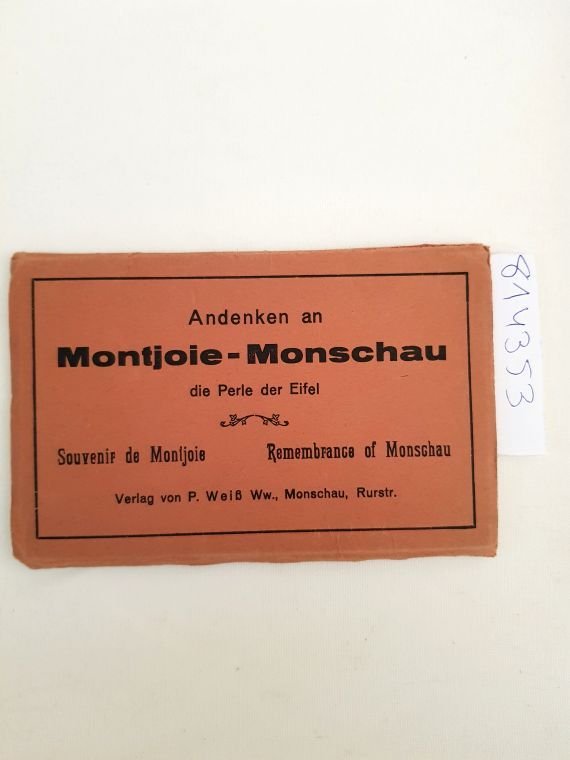 Andenken an
Montjoie-Monschau
die Perle der Eifel
Souvenir de Montjoie
Remembrance of Monschau
Verlag von P. Weiß Ww., Monschau, Rurstr.
814353